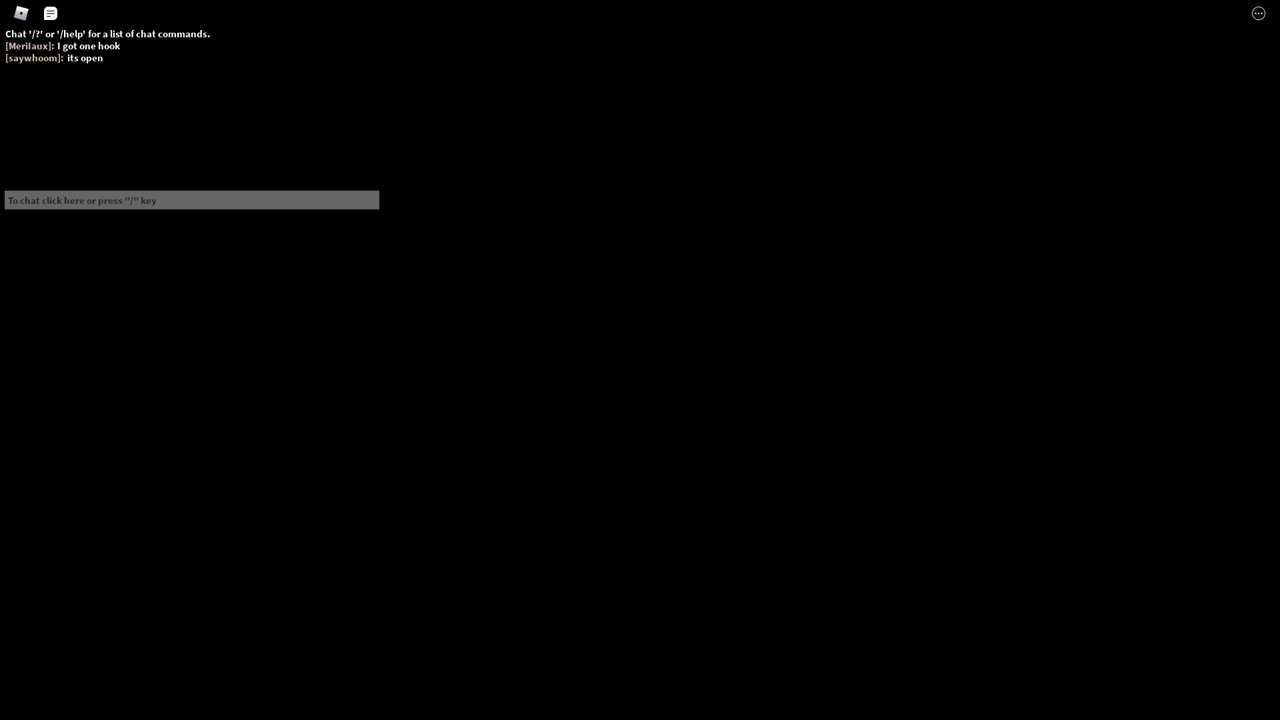 Chat '/?' or '/help' for a list of chat commands.
[Merilaux]: I got one hook
[saywhoom]: its open
To chat click here or press "/" key